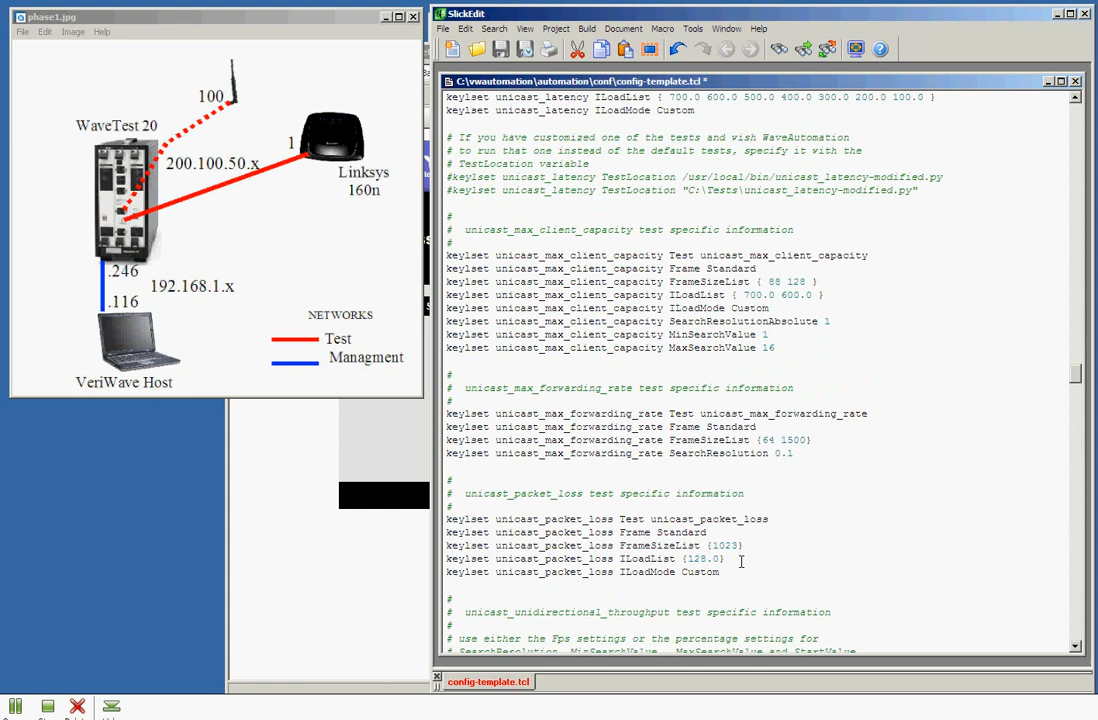 phase1.jpg
File Edit Image Help
100
WaveTest 20
1
200.100.50.x
Linksys
160n
.246
192.168.1.x
.116
NETWORKS
Test
Managment
VeriWave Host
SlickEdit
File Edit Search View Project Build Document Macro Tools Window Help
C:\vwautomation\automation\conf\config-template.tcl *
keylset unicast_latency ILoadList { 700.0 600.0 500.0 400.0 300.0 200.0 100.0 }
keylset unicast_latency ILoadMode Custom
# If you have customized one of the tests and wish WaveAutomation
# to run that one instead of the default tests, specify it with the
# TestLocation variable
#keylset unicast_latency TestLocation /usr/local/bin/unicast_latency-modified.py
#keylset unicast_latency TestLocation "C:\Tests\unicast_latency-modified.py"
#
# unicast_max_client_capacity test specific information
#
keylset unicast_max_client_capacity Test unicast_max_client_capacity
keylset unicast_max_client_capacity Frame Standard
keylset unicast_max_client_capacity FrameSizeList { 88 128 }
keylset unicast_max_client_capacity ILoadList { 700.0 600.0 }
keylset unicast_max_client_capacity ILoadMode Custom
keylset unicast_max_client_capacity SearchResolutionAbsolute 1
keylset unicast_max_client_capacity MinSearchValue 1
keylset unicast_max_client_capacity MaxSearchValue 16
#
# unicast_max_forwarding_rate test specific information
#
keylset unicast_max_forwarding_rate Test unicast_max_forwarding_rate
keylset unicast_max_forwarding_rate Frame Standard
keylset unicast_max_forwarding_rate FrameSizeList {64 1500}
keylset unicast_max_forwarding_rate SearchResolution 0.1
#
# unicast_packet_loss test specific information
#
keylset unicast_packet_loss Test unicast_packet_loss
keylset unicast_packet_loss Frame Standard
keylset unicast_packet_loss FrameSizeList {1023}
keylset unicast_packet_loss ILoadList {128.0}
keylset unicast_packet_loss ILoadMode Custom
#
# unicast_unidirectional_throughput test specific information
#
# use either the Fps settings or the percentage settings for
# SearchResolution, MinSearchValue, MaxSearchValue and StartValue
config-template.tcl